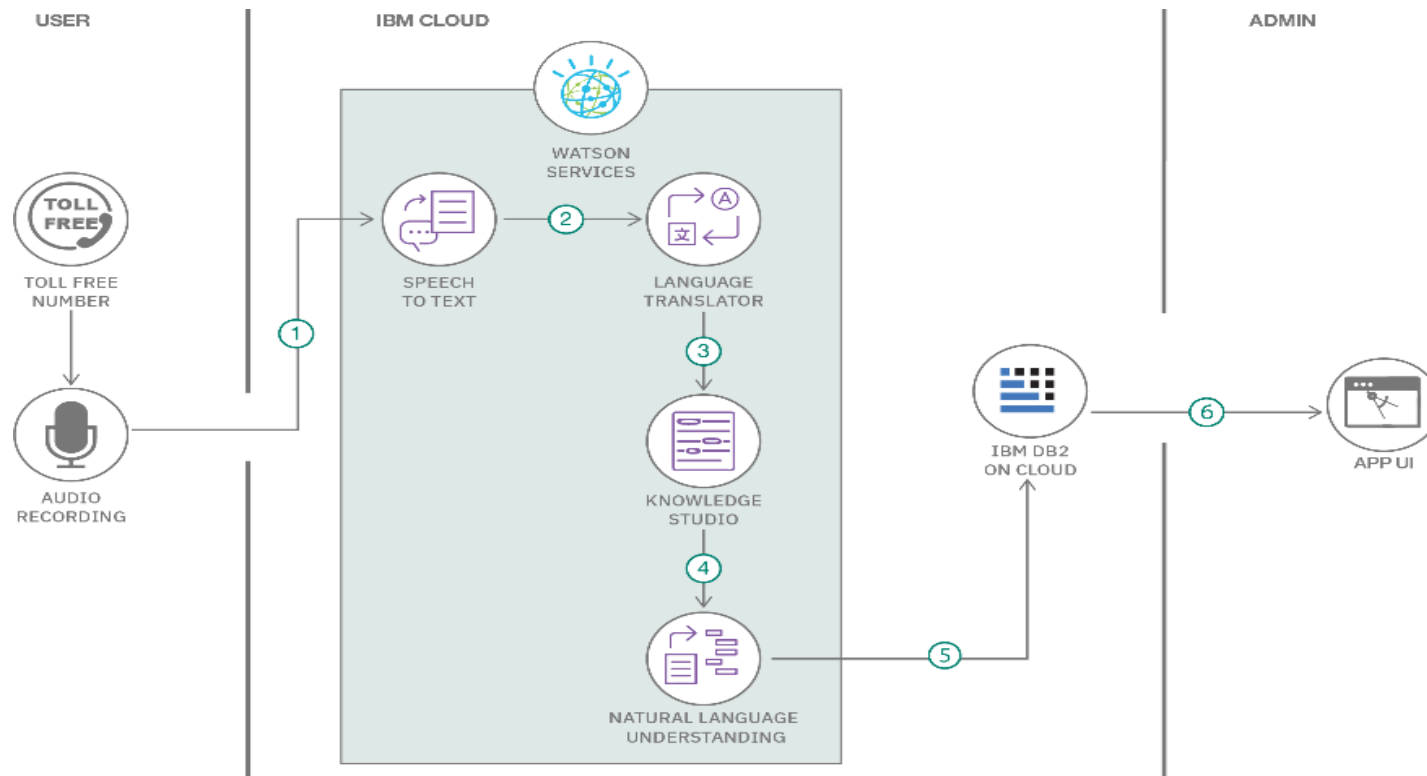 USER
IBM CLOUD
ADMIN
WATSON
SERVICES
TOLL
FREE
TOLL FREE
NUMBER
AUDIO
RECORDING
1
SPEECH
TO TEXT
2
A
文
LANGUAGE
TRANSLATOR
3
KNOWLEDGE
STUDIO
4
NATURAL LANGUAGE
UNDERSTANDING
5
IBM DB2
ON CLOUD
6
APP UI